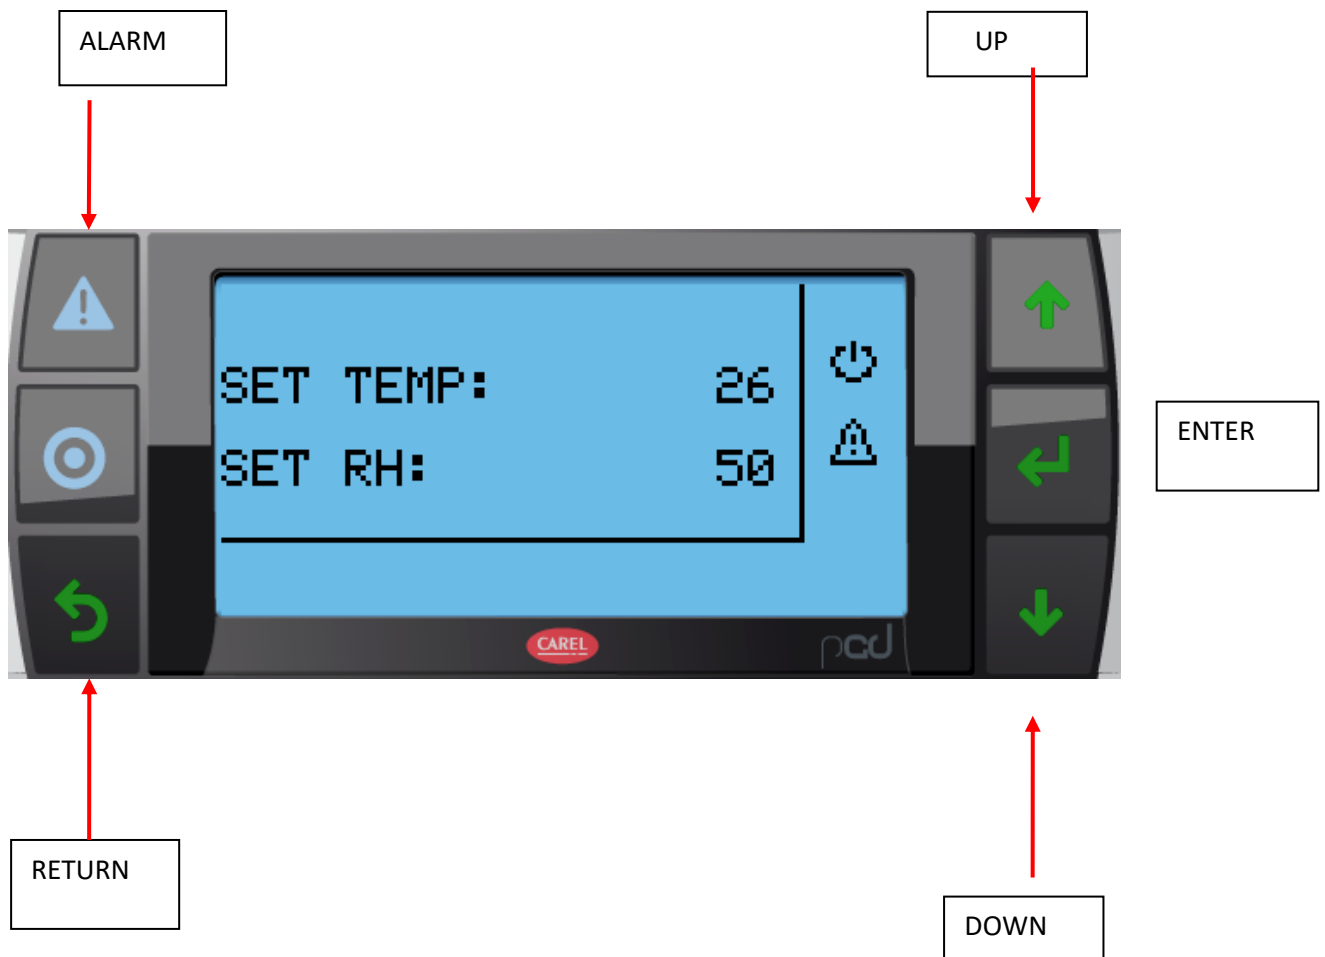 ALARM
UP
SET TEMP: 26
SET RH: 50
ENTER
CAREL
pGD
RETURN
DOWN